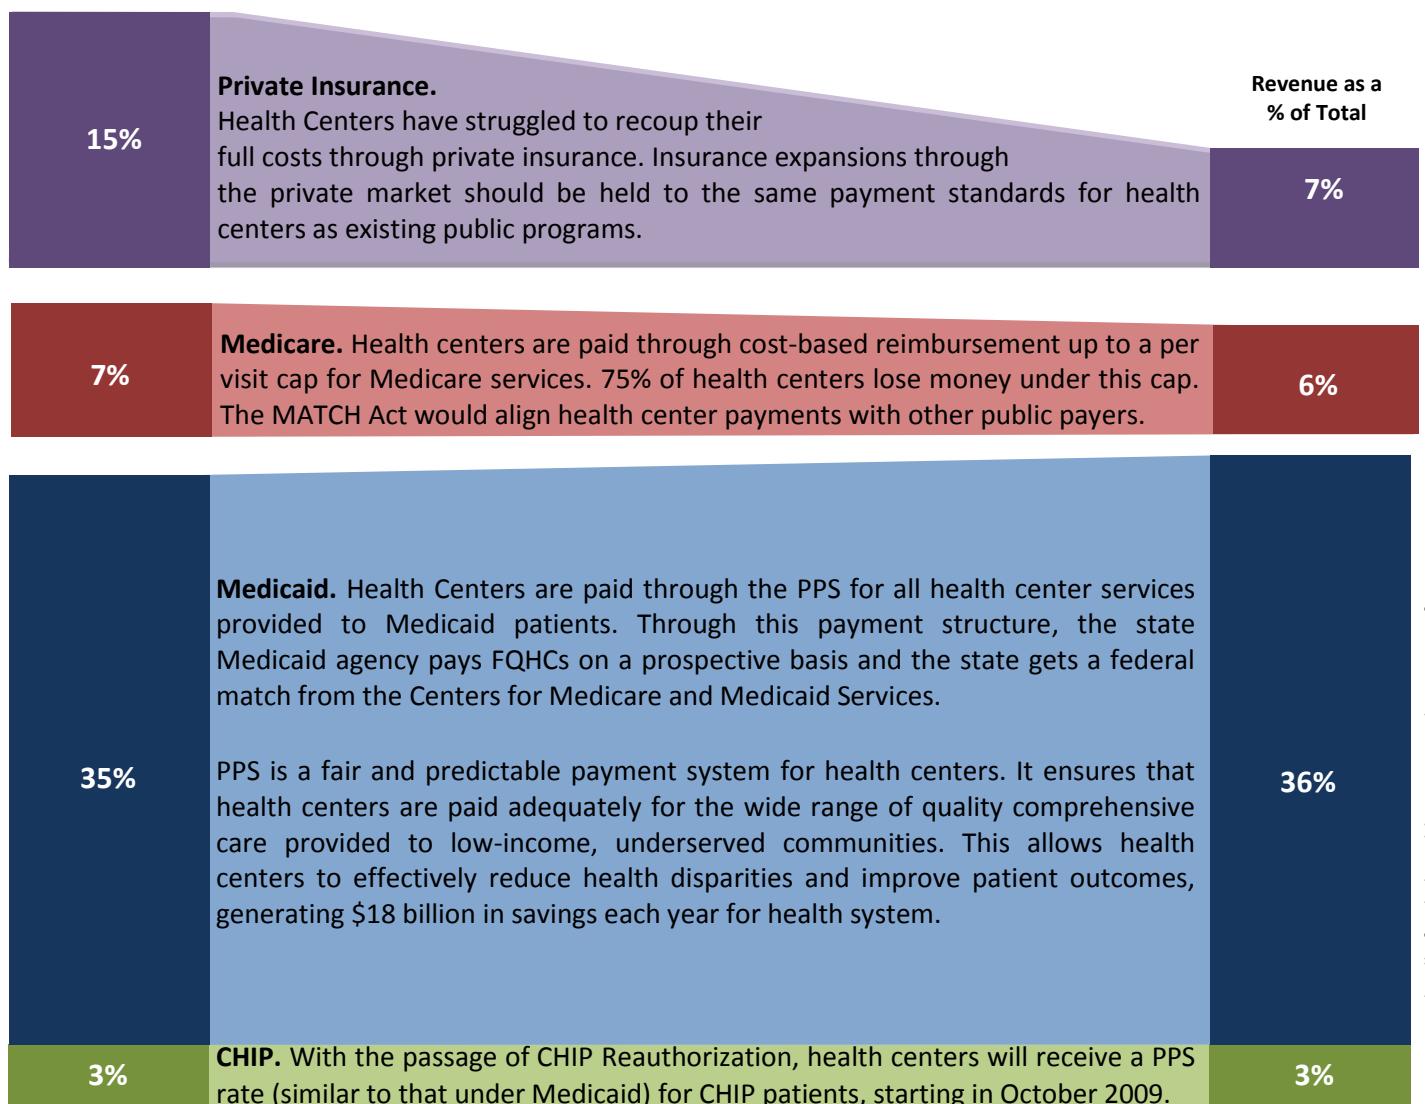 Revenue as a
% of Total
15%
Private Insurance.
Health Centers have struggled to recoup their
full costs through private insurance. Insurance expansions through
the private market should be held to the same payment standards for health
centers as existing public programs.
7%
7%
Medicare. Health centers are paid through cost-based reimbursement up to a per
visit cap for Medicare services. 75% of health centers lose money under this cap.
The MATCH Act would align health center payments with other public payers.
6%
35%
Medicaid. Health Centers are paid through the PPS for all health center services
provided to Medicaid patients. Through this payment structure, the state
Medicaid agency pays FQHCs on a prospective basis and the state gets a federal
match from the Centers for Medicare and Medicaid Services.
PPS is a fair and predictable payment system for health centers. It ensures that
health centers are paid adequately for the wide range of quality comprehensive
care provided to low-income, underserved communities. This allows health
centers to effectively reduce health disparities and improve patient outcomes,
generating $18 billion in savings each year for health system.
36%
3%
CHIP. With the passage of CHIP Reauthorization, health centers will receive a PPS
rate (similar to that under Medicaid) for CHIP patients, starting in October 2009.
3%